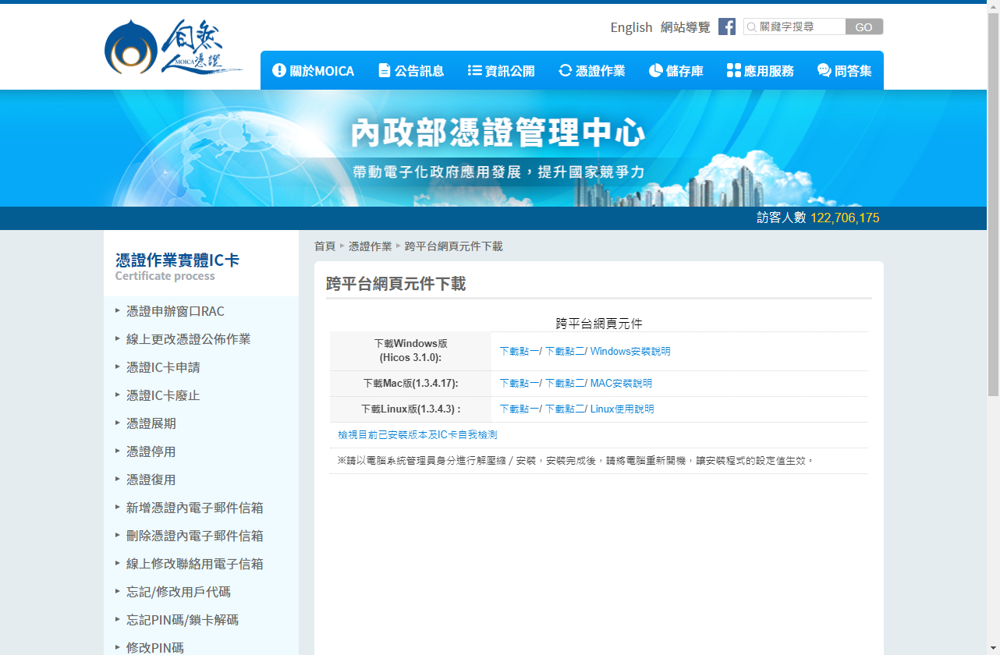 自然人憑證
MOICA
English 網站導覽 關鍵字搜尋 GO
關於MOICA 公告訊息 資訊公開 憑證作業 儲存庫 應用服務 問答集
內政部憑證管理中心
帶動電子化政府應用發展，提升國家競爭力
訪客人數 122,706,175
憑證作業實體IC卡
Certificate process
憑證申辦窗口RAC
線上更改憑證公佈作業
憑證IC卡申請
憑證IC卡廢止
憑證展期
憑證停用
憑證復用
新增憑證內電子郵件信箱
刪除憑證內電子郵件信箱
線上修改聯絡用電子信箱
忘記/修改用戶代碼
忘記PIN碼/鎖卡解碼
修改PIN碼
首頁 憑證作業 跨平台網頁元件下載
跨平台網頁元件下載
跨平台網頁元件
下載Windows版
(Hicos 3.1.0):
下載點一/ 下載點二/ Windows安裝說明
下載Mac版(1.3.4.17): 下載點一/ 下載點二/ MAC安裝說明
下載Linux版(1.3.4.3) : 下載點一/ 下載點二/ Linux使用說明
檢視目前已安裝版本及IC卡自我檢測
※請以電腦系統管理員身分進行解壓縮 / 安裝，安裝完成後，請將電腦重新開機，讓安裝程式的設定值生效。